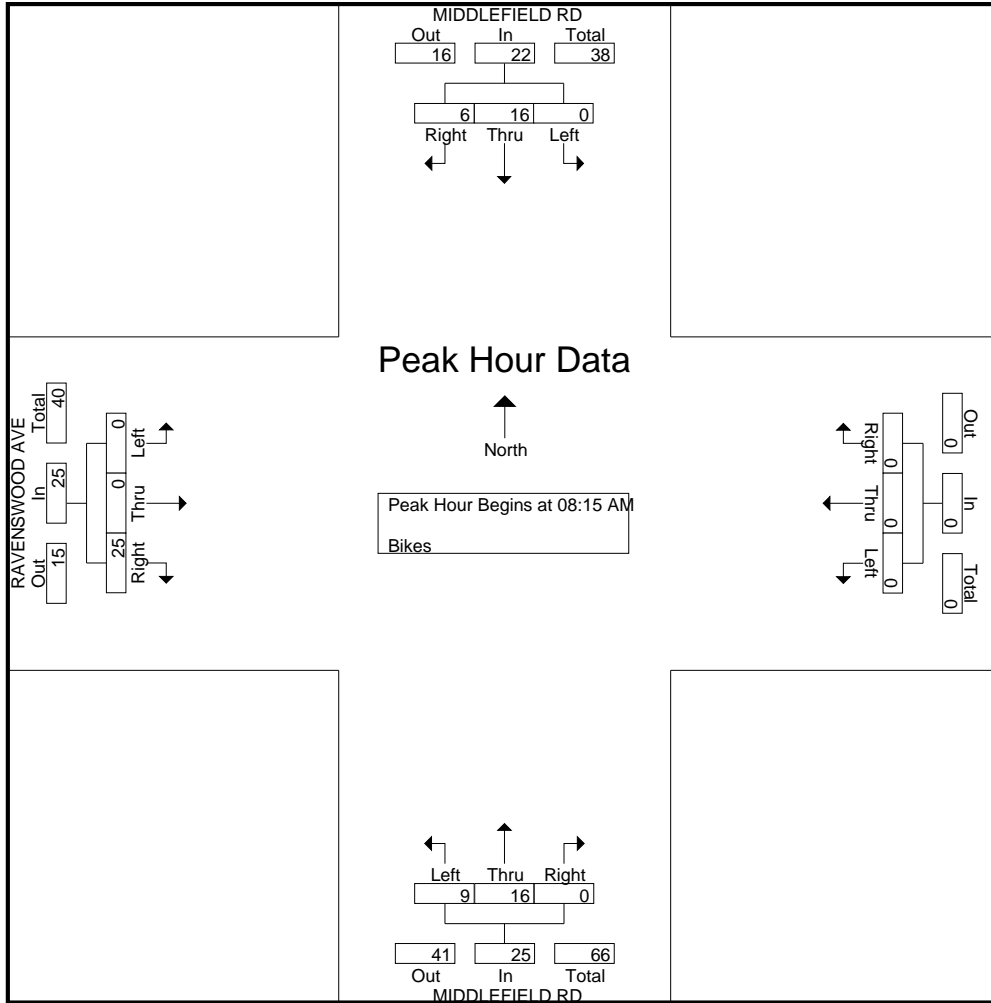 MIDDLEFIELD RD
Out In Total
16 22 38
6 16 0
Right Thru Left
Peak Hour Data
North
Peak Hour Begins at 08:15 AM
Bikes
RAVENSWOOD AVE
Out In Total
15 25 40
25 0 0
Right Thru Left
Out In Total
0 0 0
0 0 0
Right Thru Left
Left Thru Right
9 16 0
41 25 66
Out In Total
MIDDLEFIELD RD